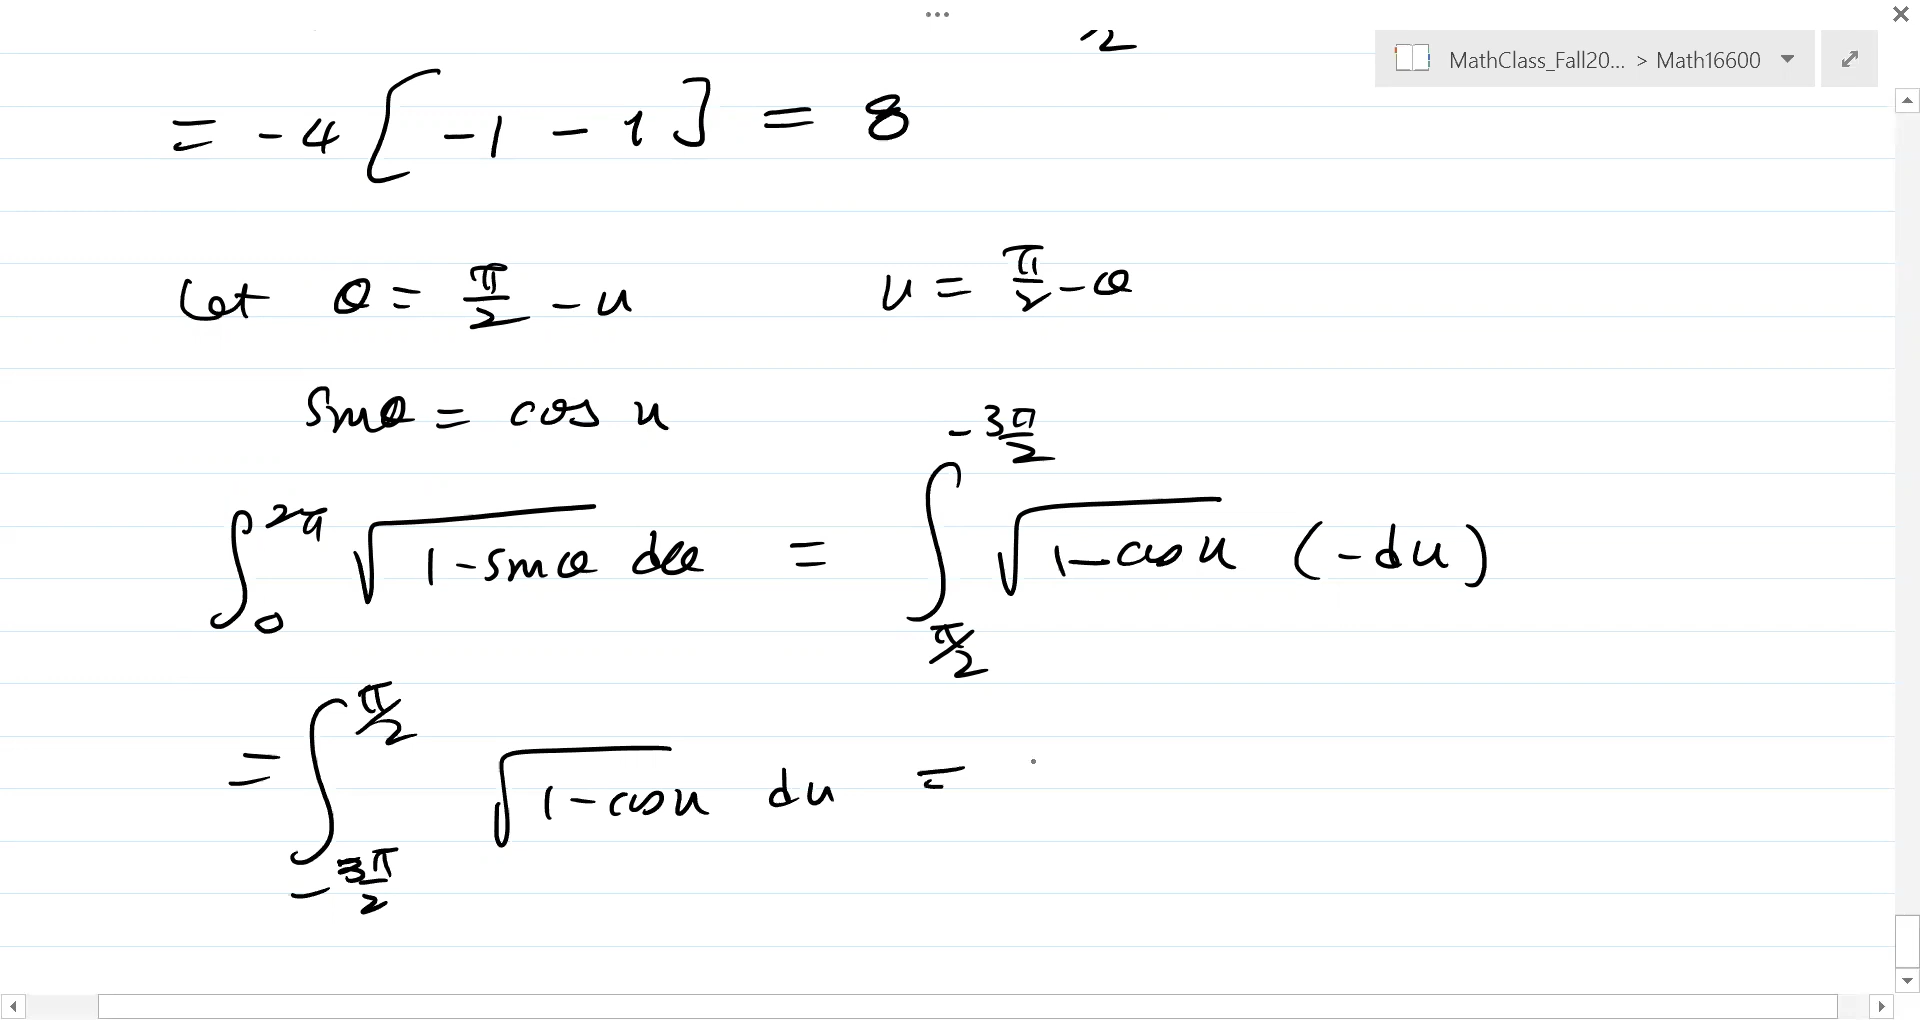 ...
MathClass_Fall20... > Math16600
2
= -4 [ -1 - 1 ] = 8
Let θ = π/2 - u     u = π/2 - θ
sinθ = cos u
∫_0^{2π} √(1-sinθ) dθ = ∫_{π/2}^{-3π/2} √(1-cos u) (-du)
= ∫_{-3π/2}^{π/2} √(1-cos u) du =